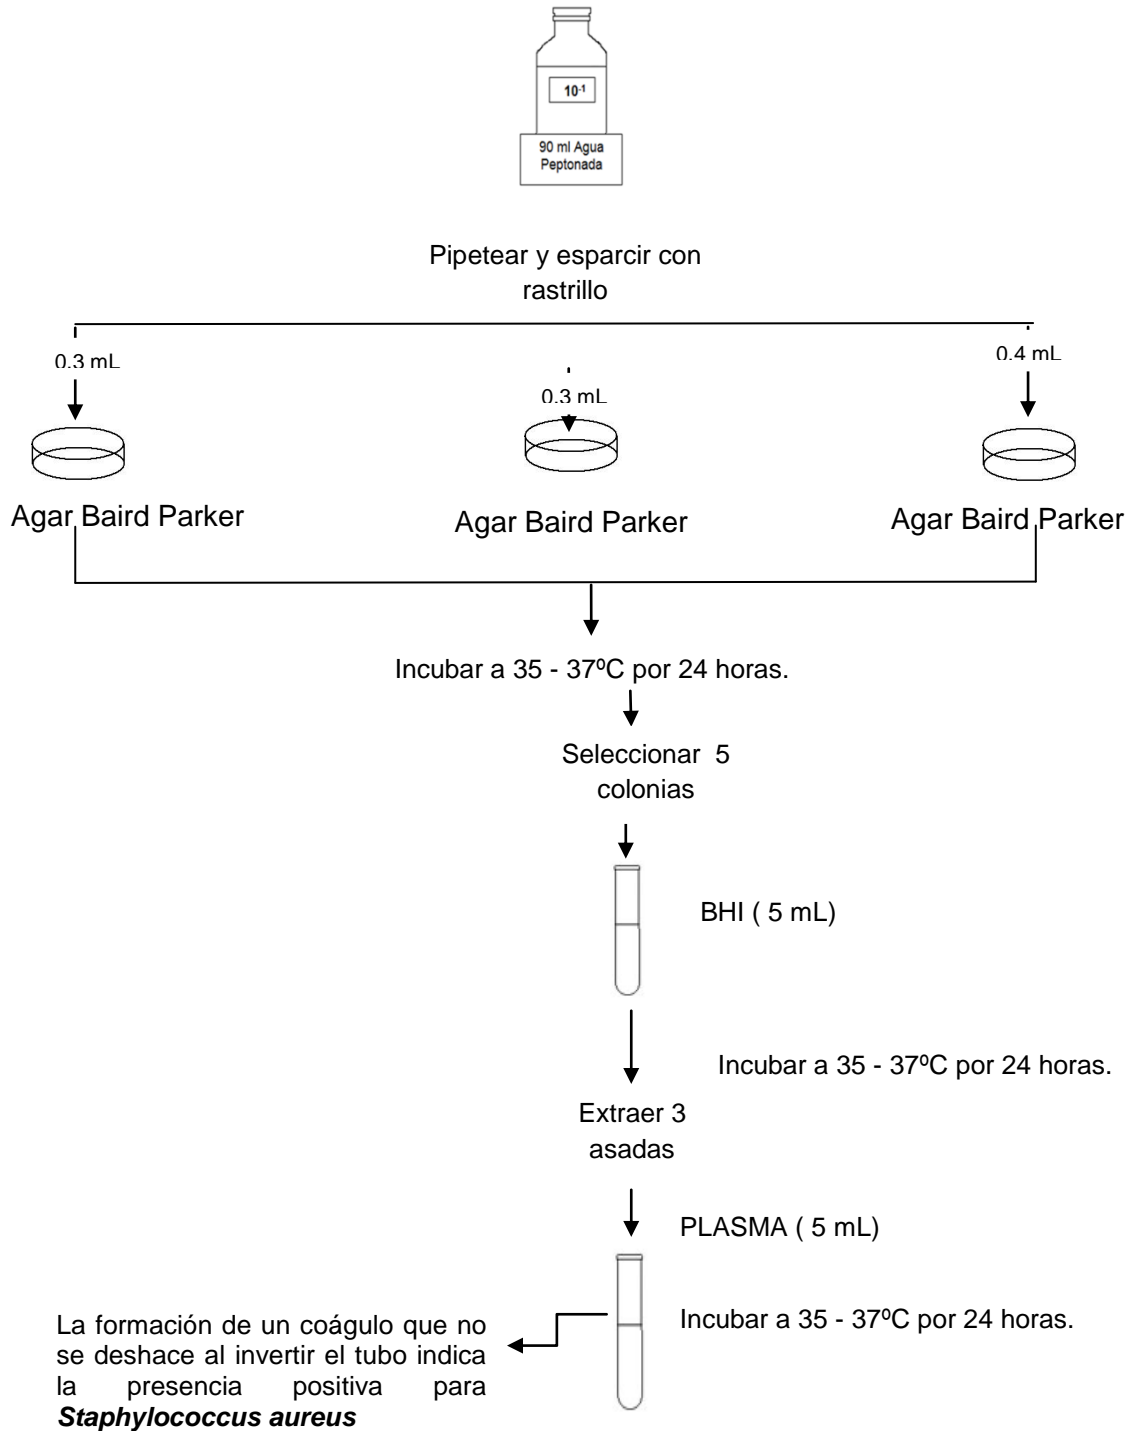 10-1
90 ml Agua
Peptonada
Pipetear y esparcir con
rastrillo
0.3 mL
0.3 mL
0.4 mL
Agar Baird Parker
Agar Baird Parker
Agar Baird Parker
Incubar a 35 - 37ºC por 24 horas.
Seleccionar 5
colonias
BHI ( 5 mL)
Incubar a 35 - 37ºC por 24 horas.
Extraer 3
asadas
PLASMA ( 5 mL)
Incubar a 35 - 37ºC por 24 horas.
La formación de un coágulo que no
se deshace al invertir el tubo indica
la presencia positiva para
Staphylococcus aureus